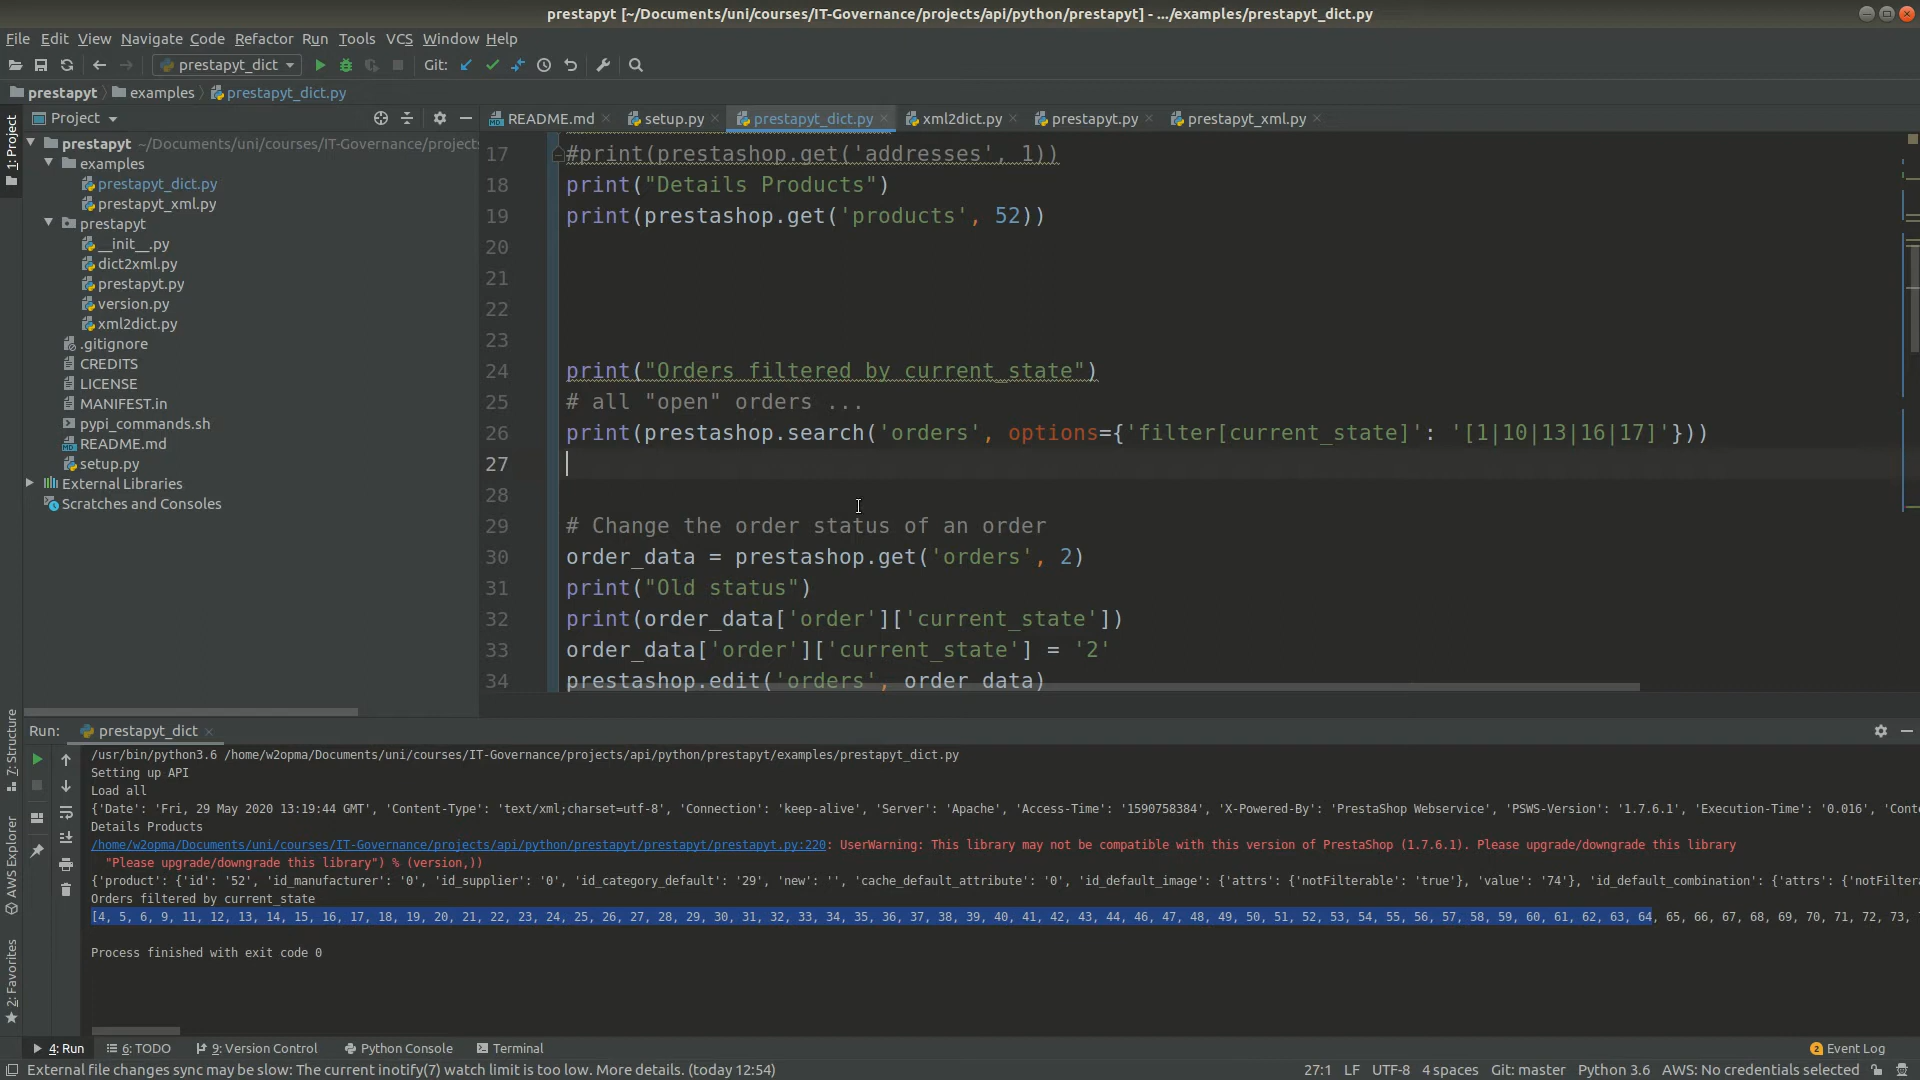 prestapyt [~/Documents/uni/courses/IT-Governance/projects/api/python/prestapyt] - .../examples/prestapyt_dict.py
File Edit View Navigate Code Refactor Run Tools VCS Window Help
prestapyt_dict Git:
prestapyt examples prestapyt_dict.py
Project README.md setup.py prestapyt_dict.py xml2dict.py prestapyt.py prestapyt_xml.py
1: Project
prestapyt ~/Documents/uni/courses/IT-Governance/projects
examples
prestapyt_dict.py
prestapyt_xml.py
prestapyt
__init__.py
dict2xml.py
prestapyt.py
version.py
xml2dict.py
.gitignore
CREDITS
LICENSE
MANIFEST.in
pypi_commands.sh
README.md
setup.py
External Libraries
Scratches and Consoles
17 #print(prestashop.get('addresses', 1))
18 print("Details Products")
19 print(prestashop.get('products', 52))
20
21
22
23
24 print("Orders filtered by current_state")
25 # all "open" orders ...
26 print(prestashop.search('orders', options={'filter[current_state]': '[1|10|13|16|17]'}))
27
28
29 # Change the order status of an order
30 order_data = prestashop.get('orders', 2)
31 print("Old status")
32 print(order_data['order']['current_state'])
33 order_data['order']['current_state'] = '2'
34 prestashop.edit('orders', order_data)
7: Structure
AWS Explorer
2: Favorites
Run: prestapyt_dict
/usr/bin/python3.6 /home/w2opma/Documents/uni/courses/IT-Governance/projects/api/python/prestapyt/examples/prestapyt_dict.py
Setting up API
Load all
{'Date': 'Fri, 29 May 2020 13:19:44 GMT', 'Content-Type': 'text/xml;charset=utf-8', 'Connection': 'keep-alive', 'Server': 'Apache', 'Access-Time': '1590758384', 'X-Powered-By': 'PrestaShop Webservice', 'PSWS-Version': '1.7.6.1', 'Execution-Time': '0.016', 'Cont
Details Products
/home/w2opma/Documents/uni/courses/IT-Governance/projects/api/python/prestapyt/prestapyt/prestapyt.py:220: UserWarning: This library may not be compatible with this version of PrestaShop (1.7.6.1). Please upgrade/downgrade this library
"Please upgrade/downgrade this library") % (version,))
{'product': {'id': '52', 'id_manufacturer': '0', 'id_supplier': '0', 'id_category_default': '29', 'new': '', 'cache_default_attribute': '0', 'id_default_image': {'attrs': {'notFilterable': 'true'}, 'value': '74'}, 'id_default_combination': {'attrs': {'notFiltera
Orders filtered by current_state
[4, 5, 6, 9, 11, 12, 13, 14, 15, 16, 17, 18, 19, 20, 21, 22, 23, 24, 25, 26, 27, 28, 29, 30, 31, 32, 33, 34, 35, 36, 37, 38, 39, 40, 41, 42, 43, 44, 46, 47, 48, 49, 50, 51, 52, 53, 54, 55, 56, 57, 58, 59, 60, 61, 62, 63, 64, 65, 66, 67, 68, 69, 70, 71, 72, 73,
Process finished with exit code 0
4: Run 6: TODO 9: Version Control Python Console Terminal 2 Event Log
External file changes sync may be slow: The current inotify(7) watch limit is too low. More details. (today 12:54) 27:1 LF UTF-8 4 spaces Git: master Python 3.6 AWS: No credentials selected